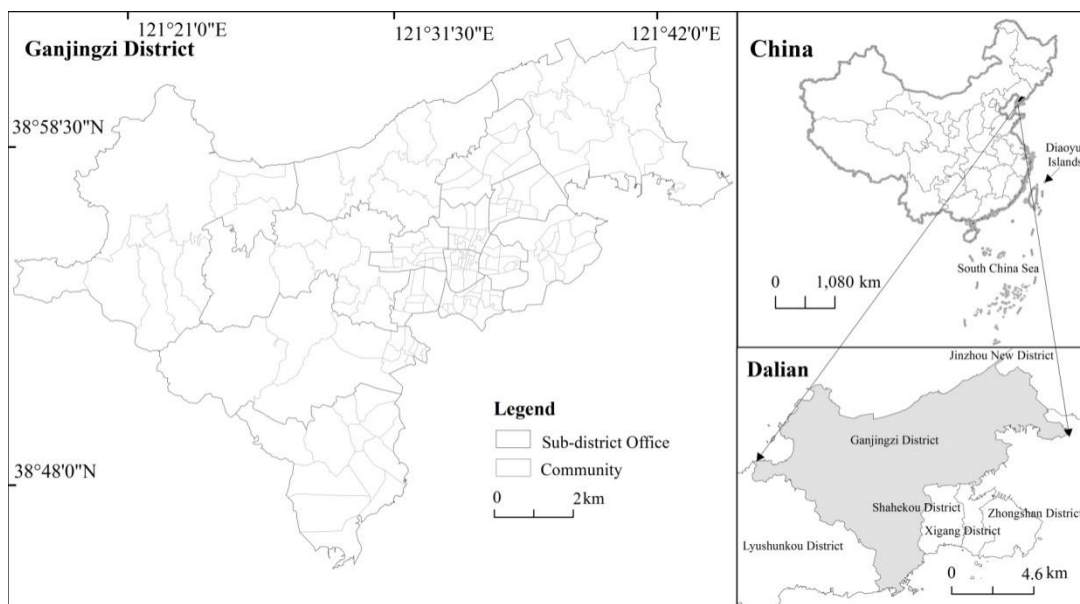 121°21'0"E
121°31'30"E
121°42'0"E
Ganjingzi District
38°58'30"N
38°48'0"N
Legend
Sub-district Office
Community
0
2km
China
Diaoyu
Islands
South China Sea
0
1,080 km
Jinzhou New District
Dalian
Ganjingzi District
Shahekou District
Zhongshan District
Xigang District
Lyushunkou District
0
4.6 km